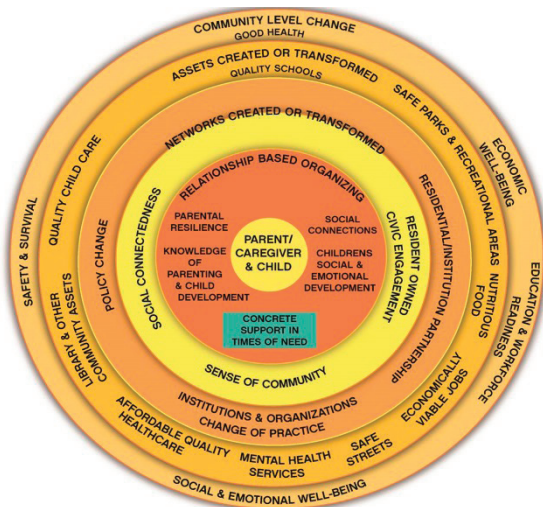 COMMUNITY LEVEL CHANGE
GOOD HEALTH
ASSETS CREATED OR TRANSFORMED
QUALITY SCHOOLS
NETWORKS CREATED OR TRANSFORMED
RELATIONSHIP BASED ORGANIZING
PARENTAL
RESILIENCE
SOCIAL
CONNECTIONS
PARENT/
CAREGIVER
& CHILD
KNOWLEDGE
OF
PARENTING
& CHILD
DEVELOPMENT
CHILDRENS
SOCIAL &
EMOTIONAL
DEVELOPMENT
CONCRETE
SUPPORT IN
TIMES OF NEED
SOCIAL CONNECTEDNESS
RESIDENT OWNED
CIVIC ENGAGEMENT
SENSE OF COMMUNITY
POLICY CHANGE
RESIDENTIAL/INSTITUTION PARTNERSHIP
INSTITUTIONS & ORGANIZATIONS
CHANGE OF PRACTICE
QUALITY CHILD CARE
SAFE PARKS & RECREATIONAL AREAS
NUTRITIOUS
FOOD
LIBRARY & OTHER
COMMUNITY ASSETS
ECONOMICALLY
VIABLE JOBS
AFFORDABLE QUALITY
HEALTHCARE
MENTAL HEALTH
SERVICES
SAFE
STREETS
SAFETY & SURVIVAL
ECONOMIC
WELL-BEING
EDUCATION & WORKFORCE
READINESS
SOCIAL & EMOTIONAL WELL-BEING